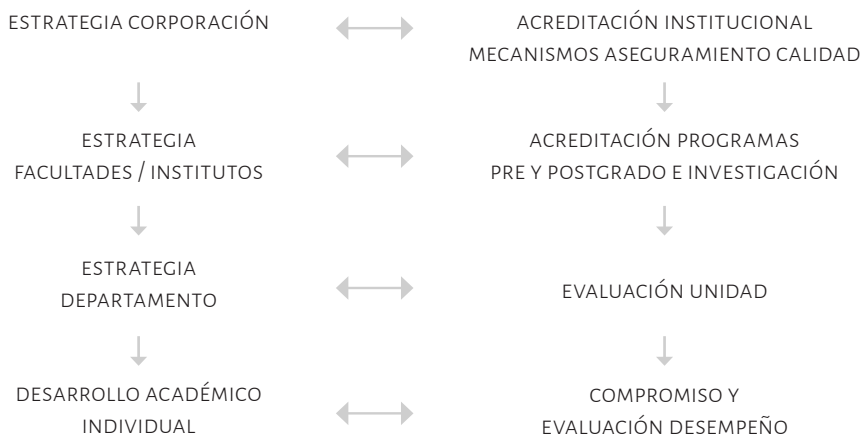 ESTRATEGIA CORPORACIÓN
ACREDITACIÓN INSTITUCIONAL
MECANISMOS ASEGURAMIENTO CALIDAD
ESTRATEGIA
FACULTADES / INSTITUTOS
ACREDITACIÓN PROGRAMAS
PRE Y POSTGRADO E INVESTIGACIÓN
ESTRATEGIA
DEPARTAMENTO
EVALUACIÓN UNIDAD
DESARROLLO ACADÉMICO
INDIVIDUAL
COMPROMISO Y
EVALUACIÓN DESEMPEÑO